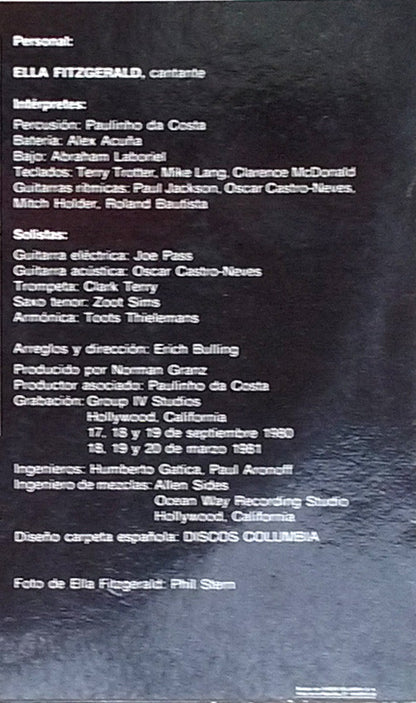 Personal:
ELLA FITZGERALD, cantante
Intérpretes:
Percusión: Paulinho da Costa
Batería: Alex Acuña
Bajo: Abraham Laboriel
Teclados: Terry Trotter, Mike Lang, Clarence McDonald
Guitarras rítmicas: Paul Jackson, Oscar Castro-Neves,
Mitch Holder, Roland Bautista
Solistas:
Guitarra eléctrica: Joe Pass
Guitarra acústica: Oscar Castro-Neves
Trompeta: Clark Terry
Saxo tenor: Zoot Sims
Armónica: Toots Thielemans
Arreglos y dirección: Erich Bulling
Producido por Norman Granz
Productor asociado: Paulinho da Costa
Grabación: Group IV Studios
Hollywood, California
17, 18 y 19 de septiembre 1980
18, 19 y 20 de marzo 1981
Ingenieros: Humberto Gatica, Paul Aronoff
Ingeniero de mezclas: Allen Sides
Ocean Way Recording Studio
Hollywood, California
Diseño carpeta española: DISCOS COLUMBIA
Foto de Ella Fitzgerald: Phil Stern